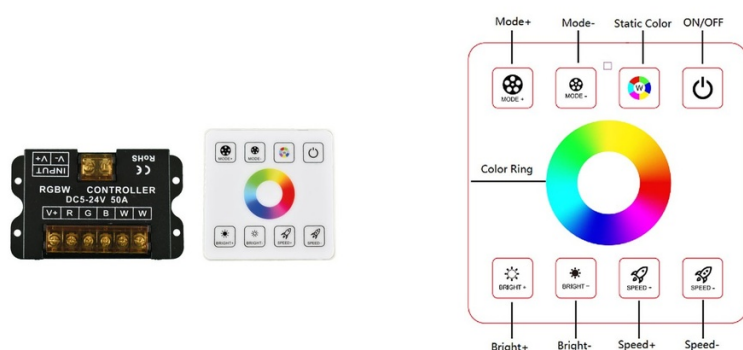 INPUT
V+ V-
CE
RoHS
RGBW CONTROLLER
DC5-24V 50A
V+ R G B W W
MODE+ MODE-
BRIGHT+ BRIGHT- SPEED+ SPEED-
Mode+ Mode- Static Color ON/OFF
MODE + MODE - W
Color Ring
BRIGHT + BRIGHT - SPEED - SPEED -
Bright+ Bright- Speed+ Speed-